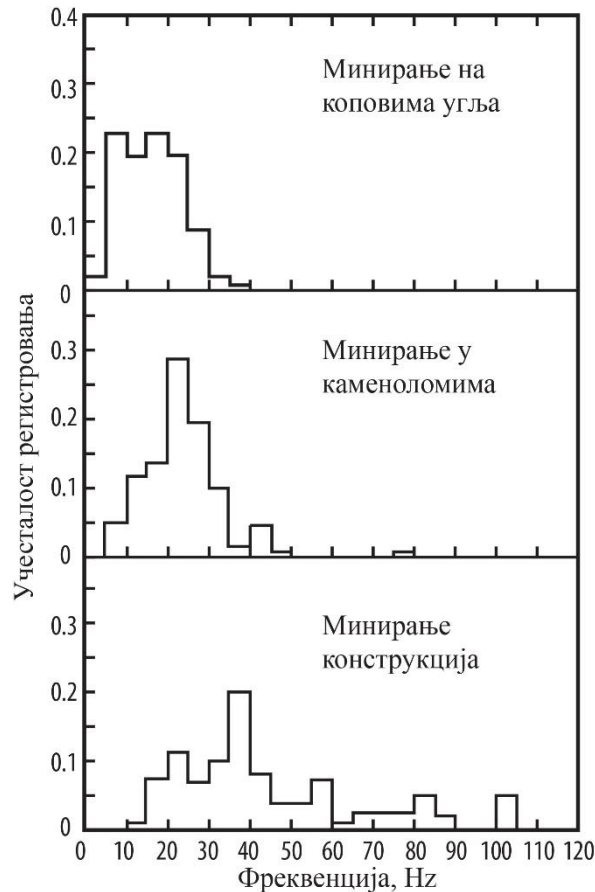 0.4
0.3
0.2
0.1
0
Минирање на
коповима угља
0.3
0.2
0.1
0
Минирање у
каменоломима
0.3
0.2
0.1
0
Минирање
конструкција
Учесталост регистровања
10 20 30 40 50 60 70 80 90 100 110 120
Фреквенција, Hz